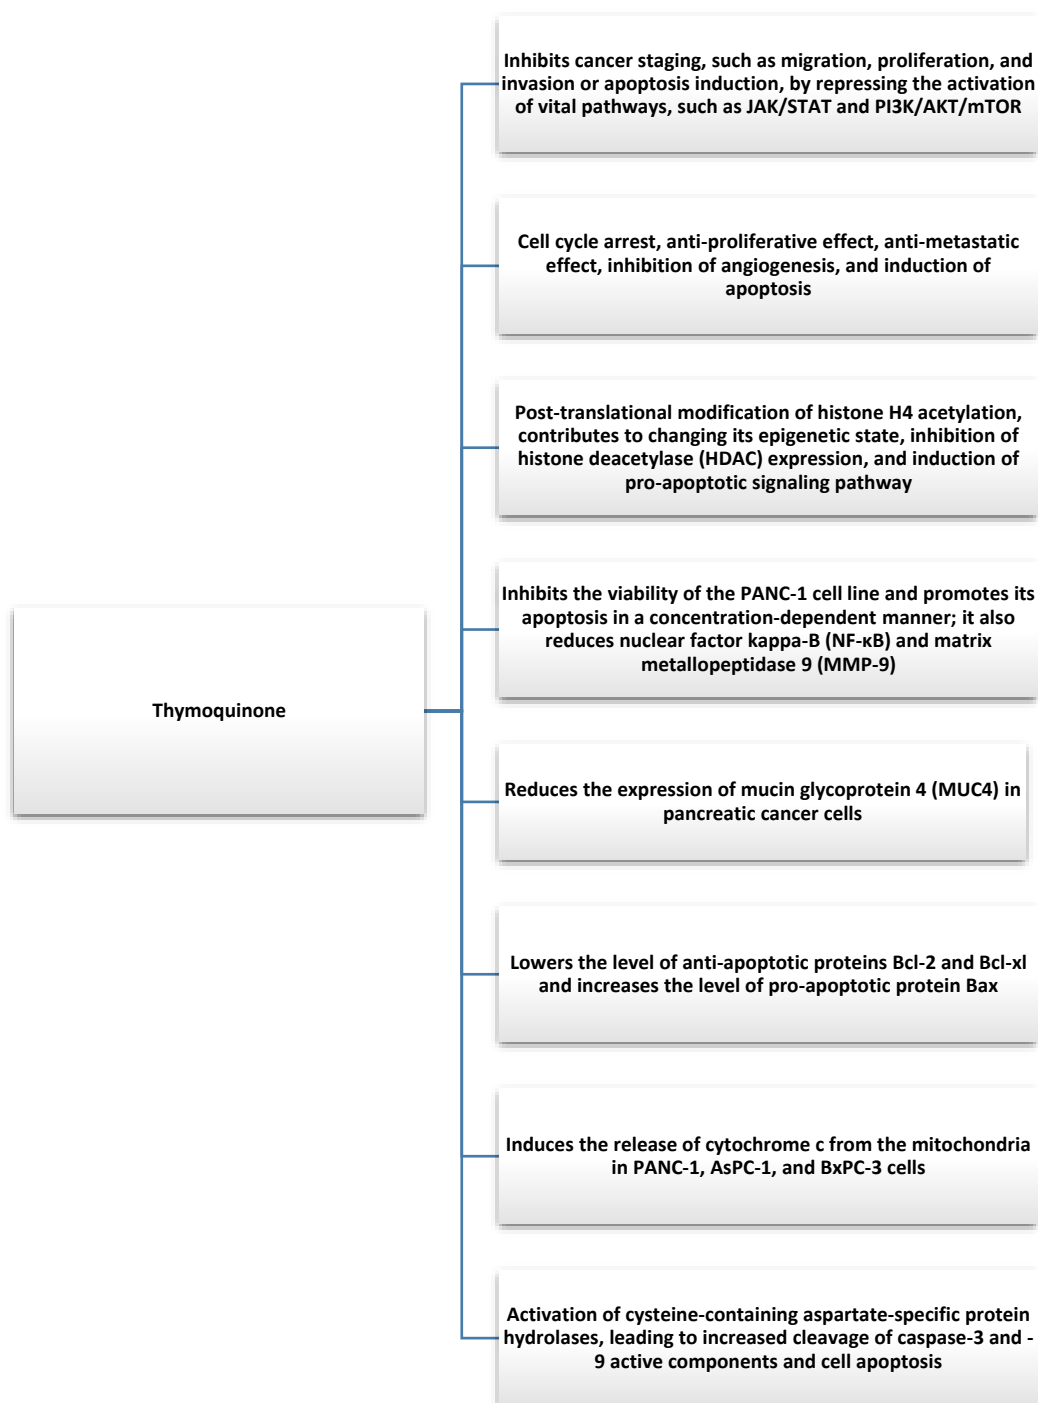 Inhibits cancer staging, such as migration, proliferation, and
invasion or apoptosis induction, by repressing the activation
of vital pathways, such as JAK/STAT and PI3K/AKT/mTOR
Cell cycle arrest, anti-proliferative effect, anti-metastatic
effect, inhibition of angiogenesis, and induction of
apoptosis
Post-translational modification of histone H4 acetylation,
contributes to changing its epigenetic state, inhibition of
histone deacetylase (HDAC) expression, and induction of
pro-apoptotic signaling pathway
Inhibits the viability of the PANC-1 cell line and promotes its
apoptosis in a concentration-dependent manner; it also
reduces nuclear factor kappa-B (NF-κB) and matrix
metallopeptidase 9 (MMP-9)
Thymoquinone
Reduces the expression of mucin glycoprotein 4 (MUC4) in
pancreatic cancer cells
Lowers the level of anti-apoptotic proteins Bcl-2 and Bcl-xl
and increases the level of pro-apoptotic protein Bax
Induces the release of cytochrome c from the mitochondria
in PANC-1, AsPC-1, and BxPC-3 cells
Activation of cysteine-containing aspartate-specific protein
hydrolases, leading to increased cleavage of caspase-3 and -
9 active components and cell apoptosis